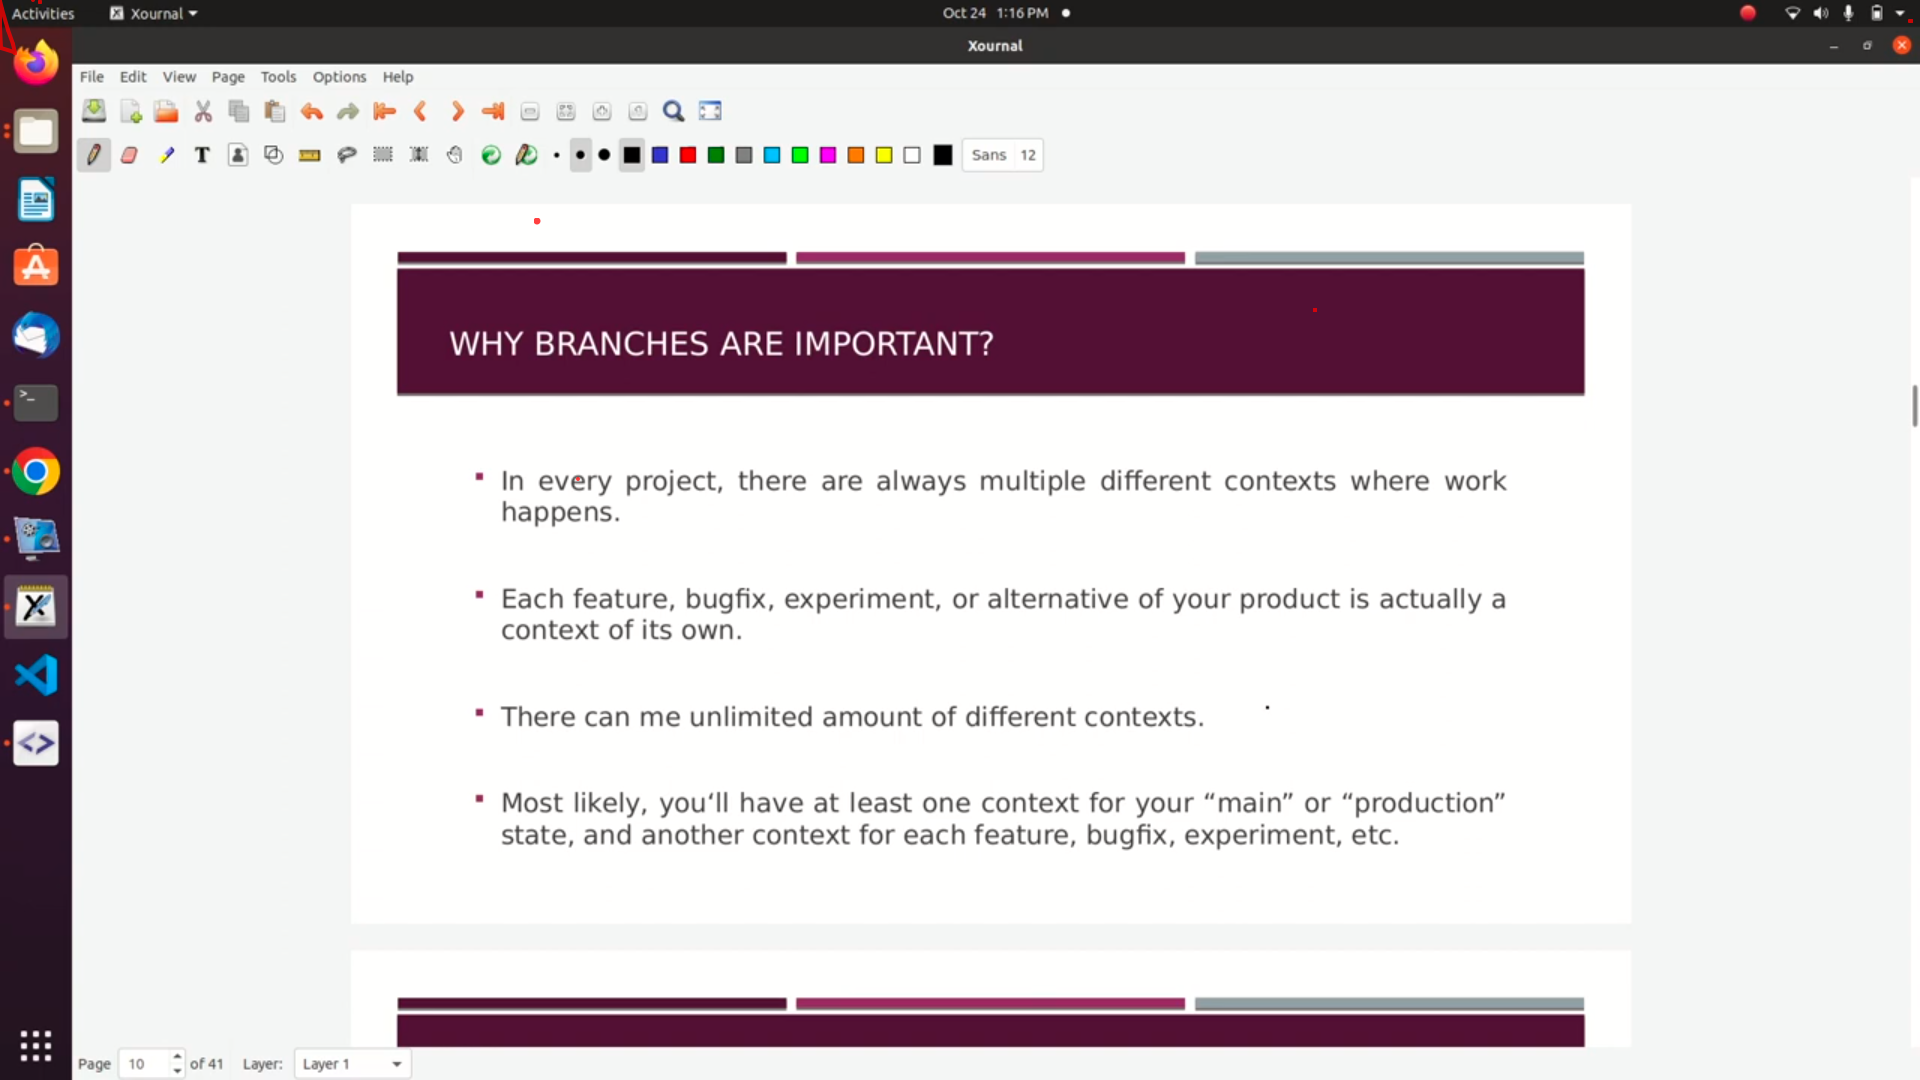 Activities Xournal Oct 24 1:16 PM
Xournal
File Edit View Page Tools Options Help
T Sans 12
WHY BRANCHES ARE IMPORTANT?
In every project, there are always multiple different contexts where work
happens.
Each feature, bugfix, experiment, or alternative of your product is actually a
context of its own.
There can me unlimited amount of different contexts.
Most likely, you‘ll have at least one context for your “main” or “production”
state, and another context for each feature, bugfix, experiment, etc.
Page 10 of 41 Layer: Layer 1